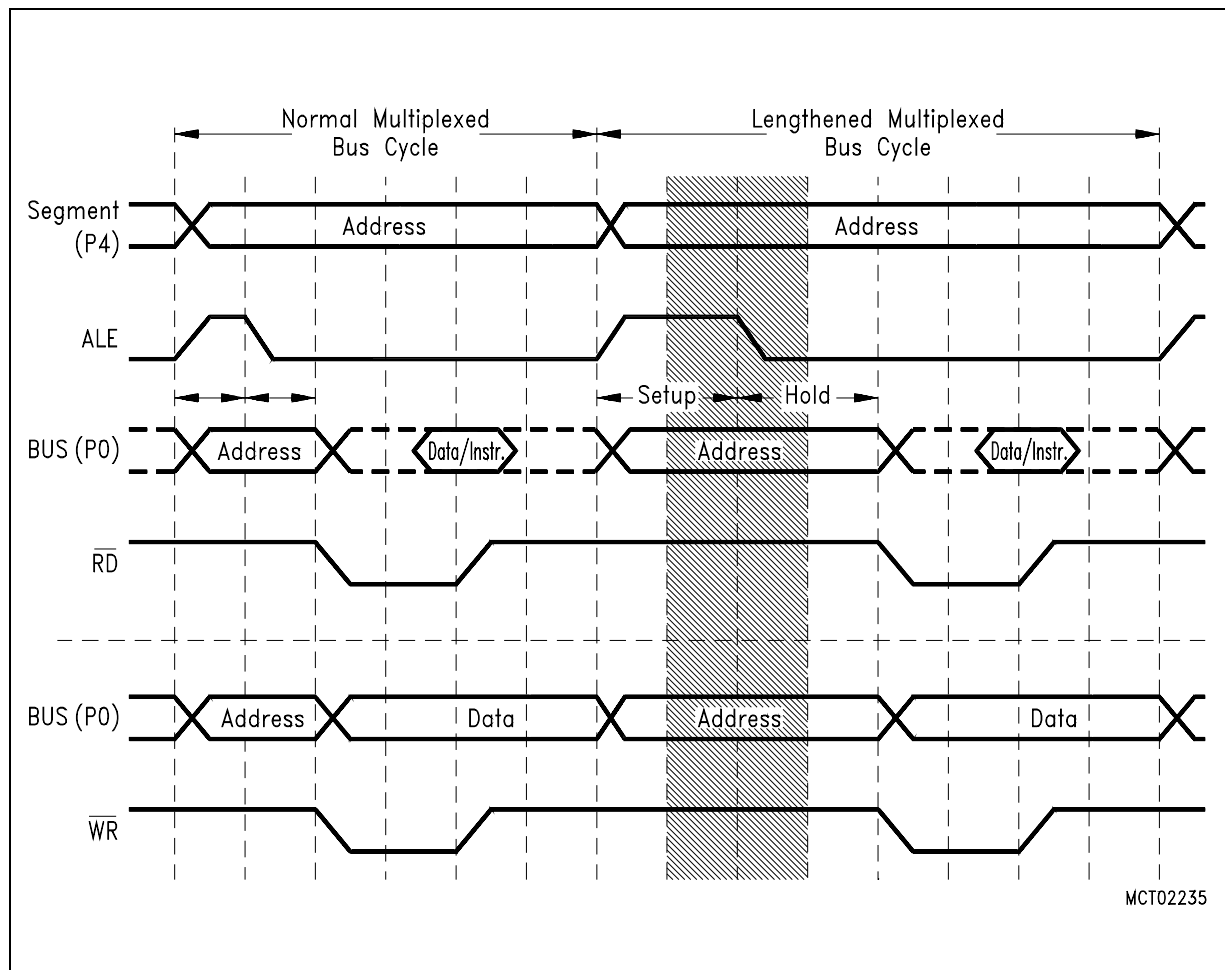 Normal Multiplexed
Bus Cycle
Lengthened Multiplexed
Bus Cycle
Segment
(P4)
Address
Address
ALE
Setup
Hold
BUS (P0)
Address
Data/Instr.
Address
Data/Instr.
RD
BUS (P0)
Address
Data
Address
Data
WR
MCT02235